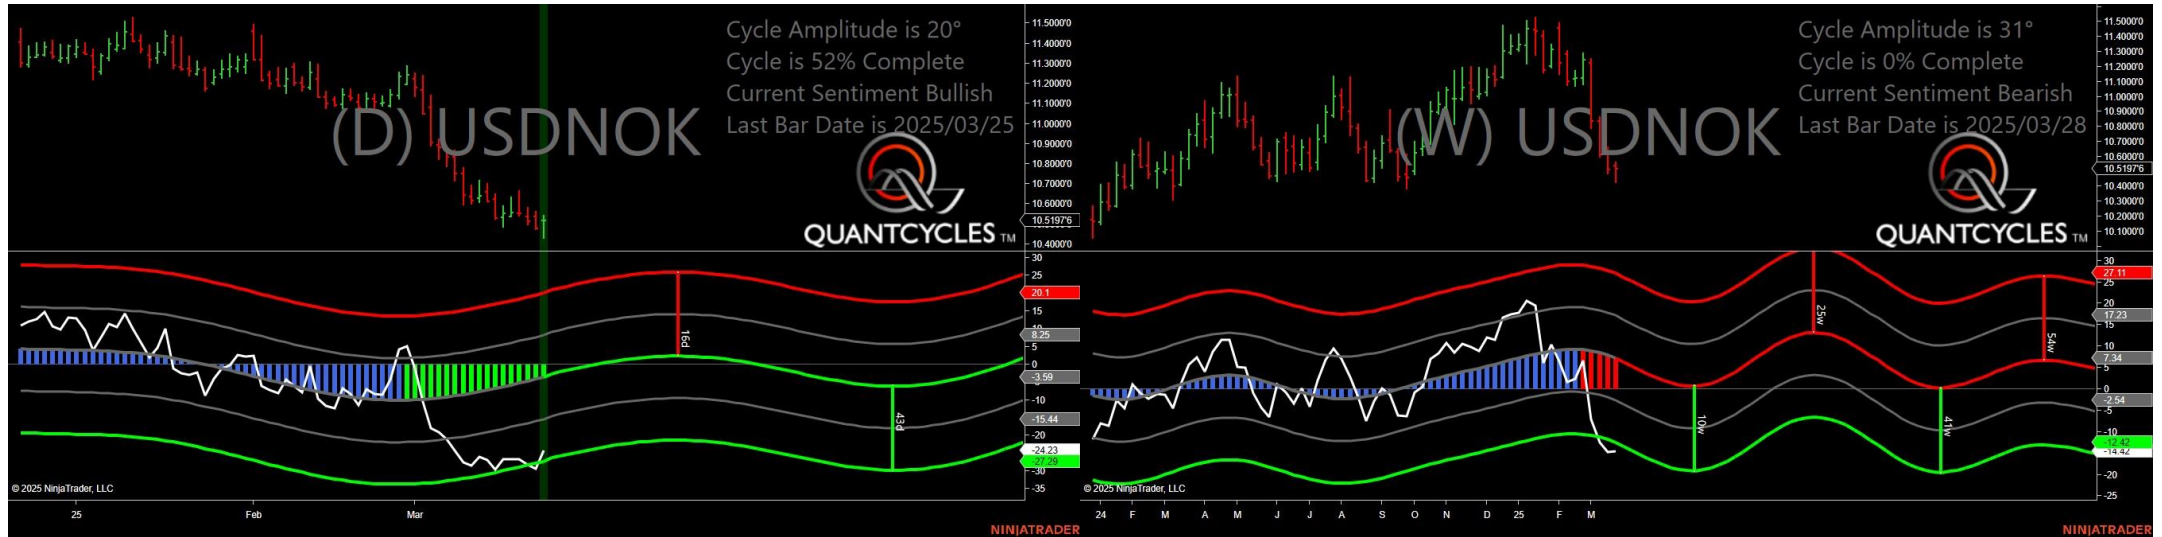 Cycle Amplitude is 20°
Cycle is 52% Complete
Current Sentiment Bullish
Last Bar Date is 2025/03/25
(D) USDNOK
QUANTCYCLES TM
11.5000'0
11.4000'0
11.3000'0
11.2000'0
11.1000'0
11.0000'0
10.9000'0
10.8000'0
10.7000'0
10.6000'0
10.5197'6
10.4000'0
30
25
20.1
15
8.25
5
0
-3.59
-10
-15.44
-20
-24.23
-27.29
-30
-35
16d
43d
© 2025 NinjaTrader, LLC
25 Feb Mar
NINJATRADER
Cycle Amplitude is 31°
Cycle is 0% Complete
Current Sentiment Bearish
Last Bar Date is 2025/03/28
(W) USDNOK
QUANTCYCLES TM
11.5000'0
11.4000'0
11.3000'0
11.2000'0
11.1000'0
11.0000'0
10.9000'0
10.8000'0
10.7000'0
10.6000'0
10.5197'6
10.4000'0
10.3000'0
10.2000'0
10.1000'0
30
27.11
25
20
17.23
15
10
7.34
5
0
-2.54
-5
-10
-12.42
-14.42
-20
-25
25w
54w
10w
41w
© 2025 NinjaTrader, LLC
24 F M A M J J A S O N D 25 F M
NINJATRADER